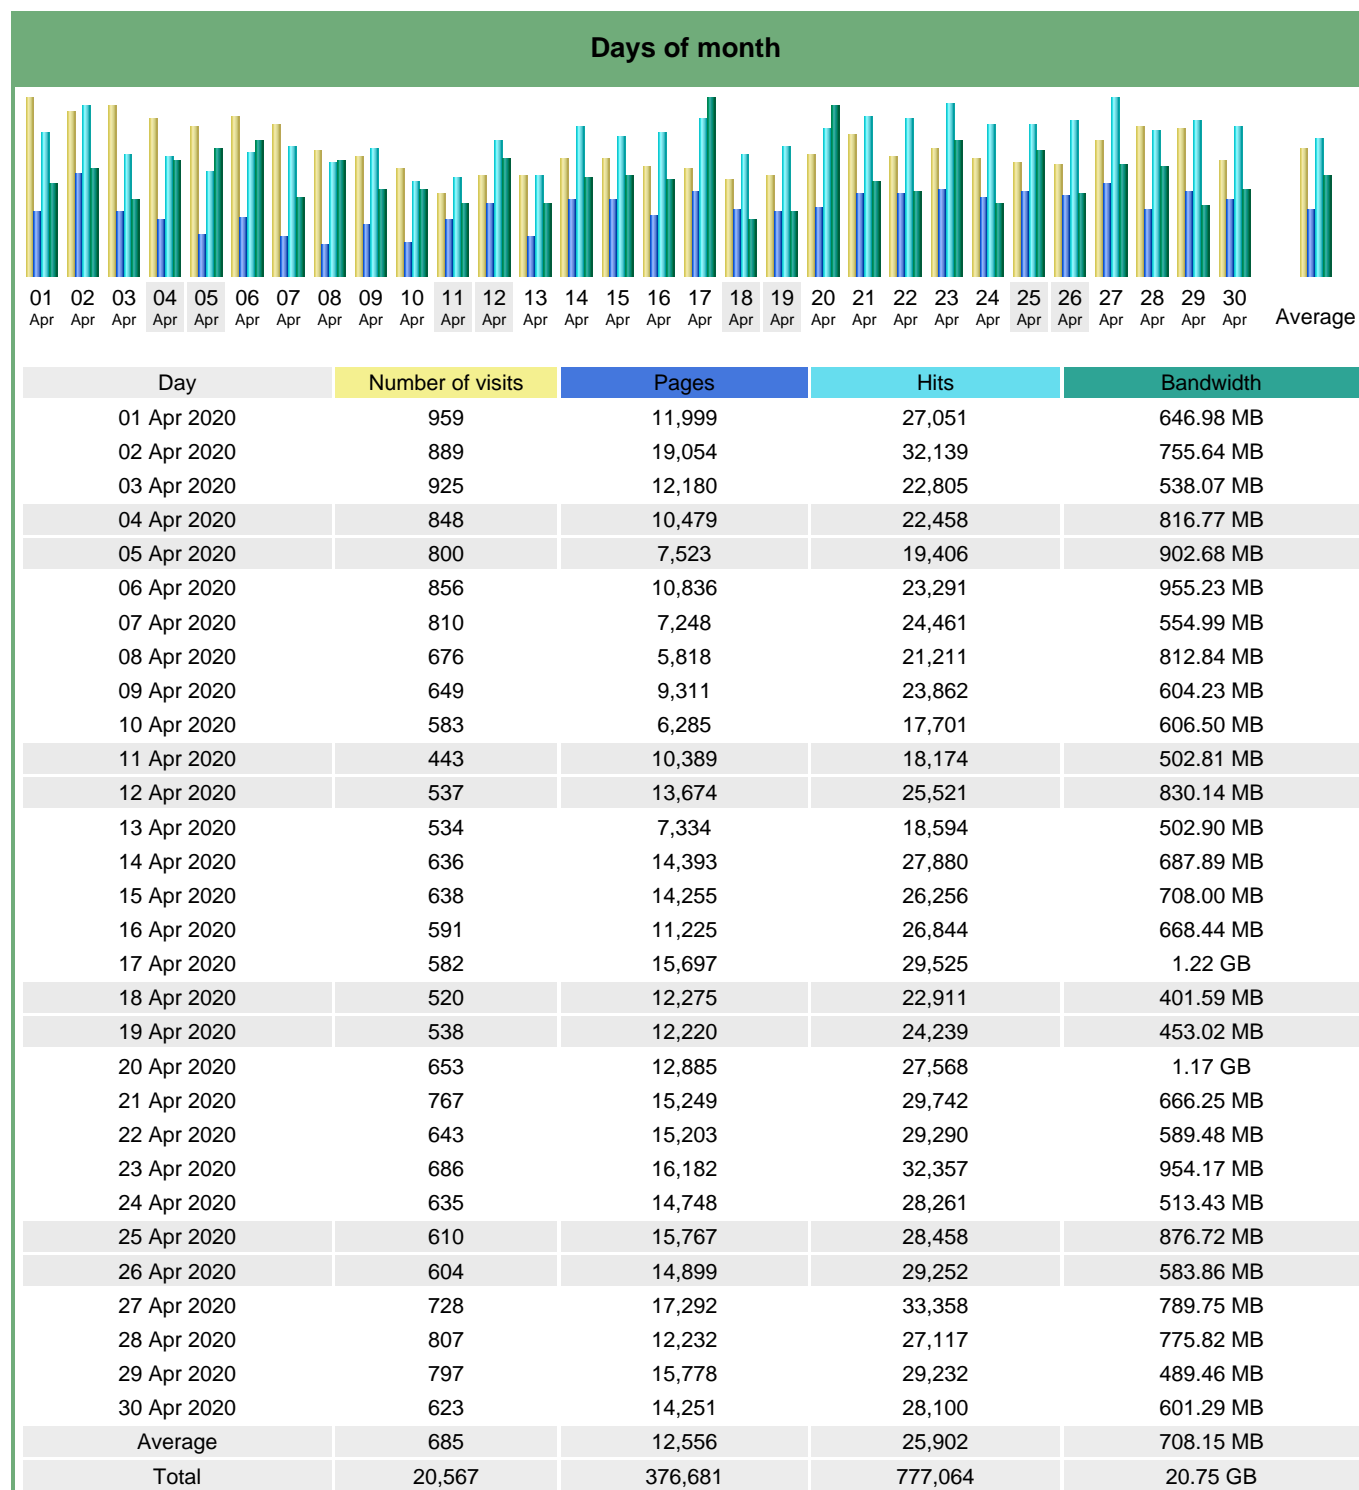 Days of month
01 02 03 04 05 06 07 08 09 10 11 12 13 14 15 16 17 18 19 20 21 22 23 24 25 26 27 28 29 30
Apr Apr Apr Apr Apr Apr Apr Apr Apr Apr Apr Apr Apr Apr Apr Apr Apr Apr Apr Apr Apr Apr Apr Apr Apr Apr Apr Apr Apr Apr Average
Day Number of visits Pages Hits Bandwidth
01 Apr 2020 959 11,999 27,051 646.98 MB
02 Apr 2020 889 19,054 32,139 755.64 MB
03 Apr 2020 925 12,180 22,805 538.07 MB
04 Apr 2020 848 10,479 22,458 816.77 MB
05 Apr 2020 800 7,523 19,406 902.68 MB
06 Apr 2020 856 10,836 23,291 955.23 MB
07 Apr 2020 810 7,248 24,461 554.99 MB
08 Apr 2020 676 5,818 21,211 812.84 MB
09 Apr 2020 649 9,311 23,862 604.23 MB
10 Apr 2020 583 6,285 17,701 606.50 MB
11 Apr 2020 443 10,389 18,174 502.81 MB
12 Apr 2020 537 13,674 25,521 830.14 MB
13 Apr 2020 534 7,334 18,594 502.90 MB
14 Apr 2020 636 14,393 27,880 687.89 MB
15 Apr 2020 638 14,255 26,256 708.00 MB
16 Apr 2020 591 11,225 26,844 668.44 MB
17 Apr 2020 582 15,697 29,525 1.22 GB
18 Apr 2020 520 12,275 22,911 401.59 MB
19 Apr 2020 538 12,220 24,239 453.02 MB
20 Apr 2020 653 12,885 27,568 1.17 GB
21 Apr 2020 767 15,249 29,742 666.25 MB
22 Apr 2020 643 15,203 29,290 589.48 MB
23 Apr 2020 686 16,182 32,357 954.17 MB
24 Apr 2020 635 14,748 28,261 513.43 MB
25 Apr 2020 610 15,767 28,458 876.72 MB
26 Apr 2020 604 14,899 29,252 583.86 MB
27 Apr 2020 728 17,292 33,358 789.75 MB
28 Apr 2020 807 12,232 27,117 775.82 MB
29 Apr 2020 797 15,778 29,232 489.46 MB
30 Apr 2020 623 14,251 28,100 601.29 MB
Average 685 12,556 25,902 708.15 MB
Total 20,567 376,681 777,064 20.75 GB